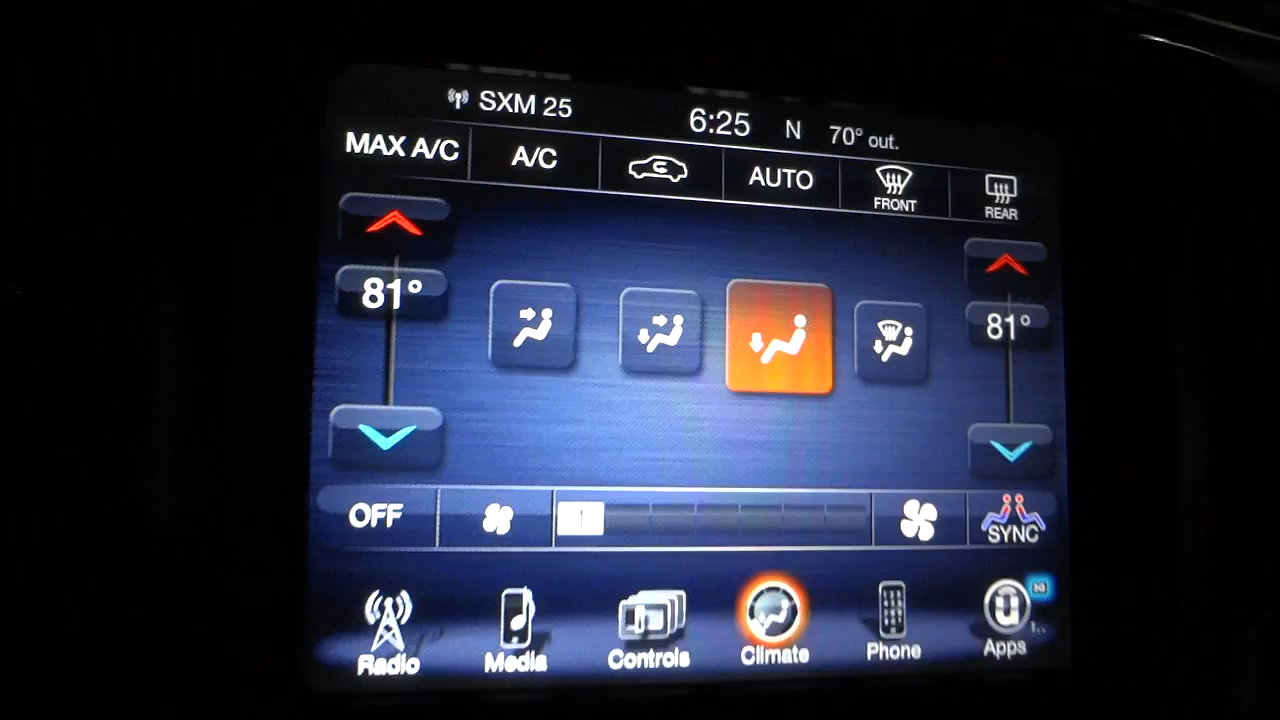 SXM 25 6:25 N 70° out.
MAX A/C A/C AUTO FRONT REAR
81° 81°
OFF 1 SYNC
Radio Media Controls Climate Phone Apps
3G